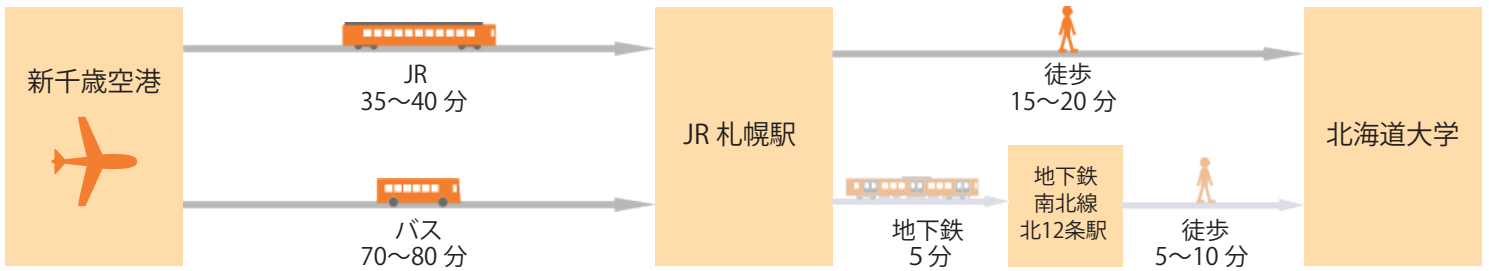 新千歳空港
JR
35〜40 分
バス
70〜80 分
JR 札幌駅
徒歩
15〜20 分
地下鉄
5 分
地下鉄
南北線
北12条駅
徒歩
5〜10 分
北海道大学